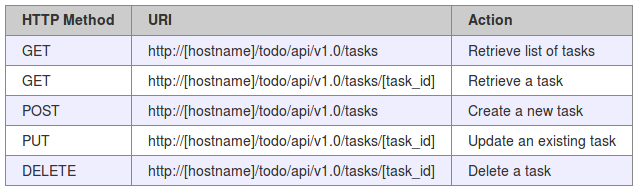 HTTP Method URI Action
GET http://[hostname]/todo/api/v1.0/tasks Retrieve list of tasks
GET http://[hostname]/todo/api/v1.0/tasks/[task_id] Retrieve a task
POST http://[hostname]/todo/api/v1.0/tasks Create a new task
PUT http://[hostname]/todo/api/v1.0/tasks/[task_id] Update an existing task
DELETE http://[hostname]/todo/api/v1.0/tasks/[task_id] Delete a task